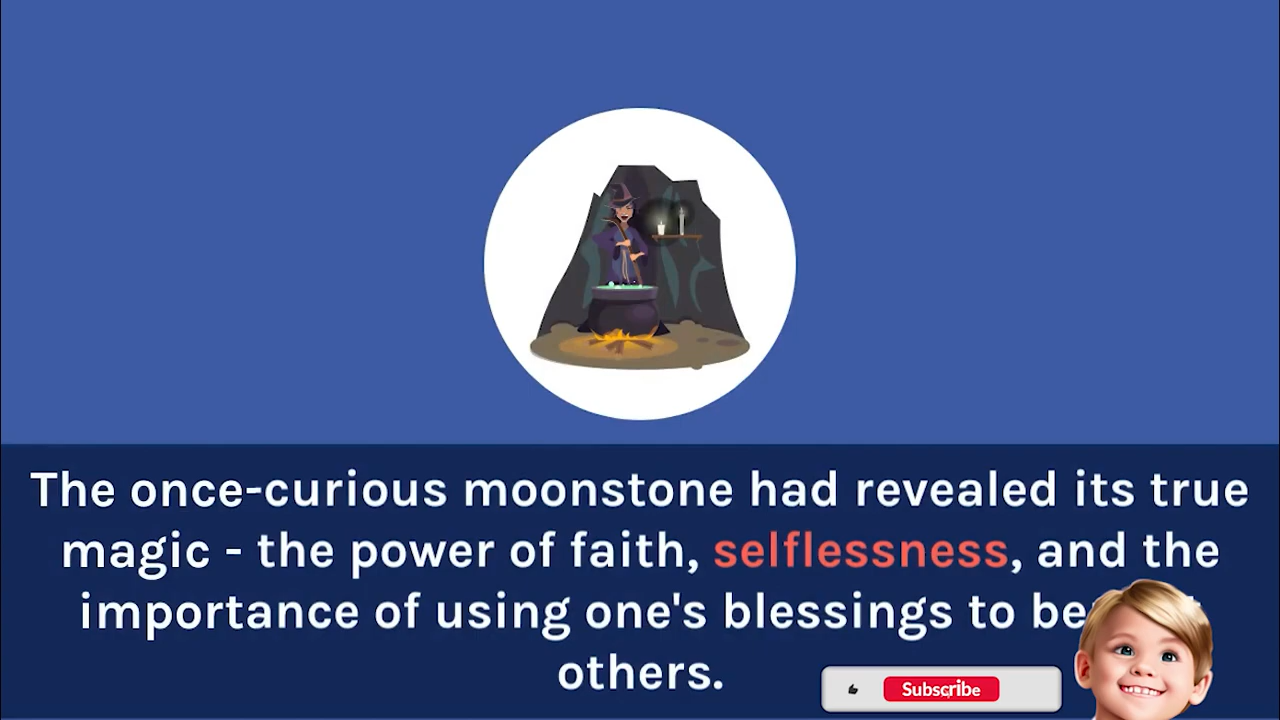 The once-curious moonstone had revealed its true
magic - the power of faith, selflessness, and the
importance of using one's blessings to
others.
Subscribe